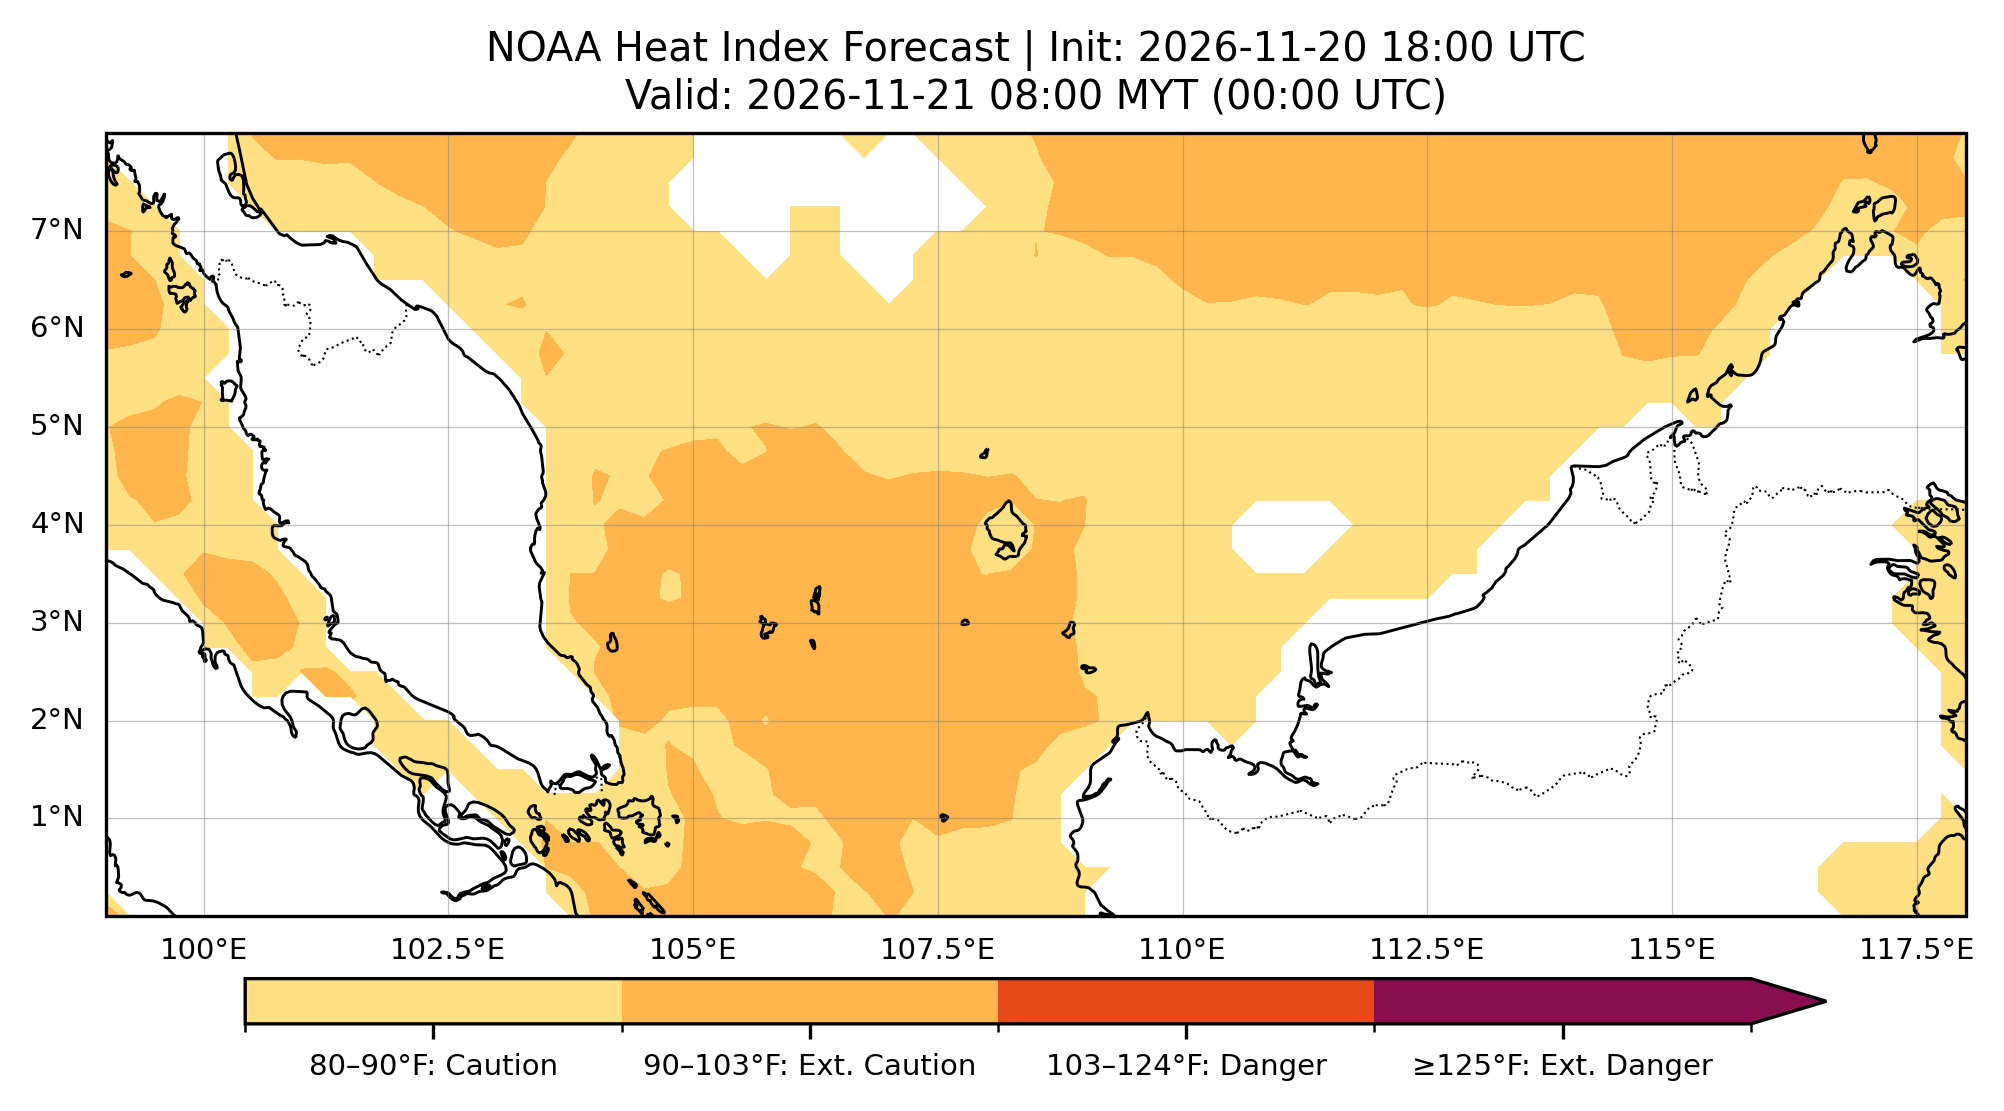 NOAA Heat Index Forecast | Init: 2026-11-20 18:00 UTC
Valid: 2026-11-21 08:00 MYT (00:00 UTC)
7°N
6°N
5°N
4°N
3°N
2°N
1°N
100°E 102.5°E 105°E 107.5°E 110°E 112.5°E 115°E 117.5°E
80–90°F: Caution 90–103°F: Ext. Caution 103–124°F: Danger ≥125°F: Ext. Danger